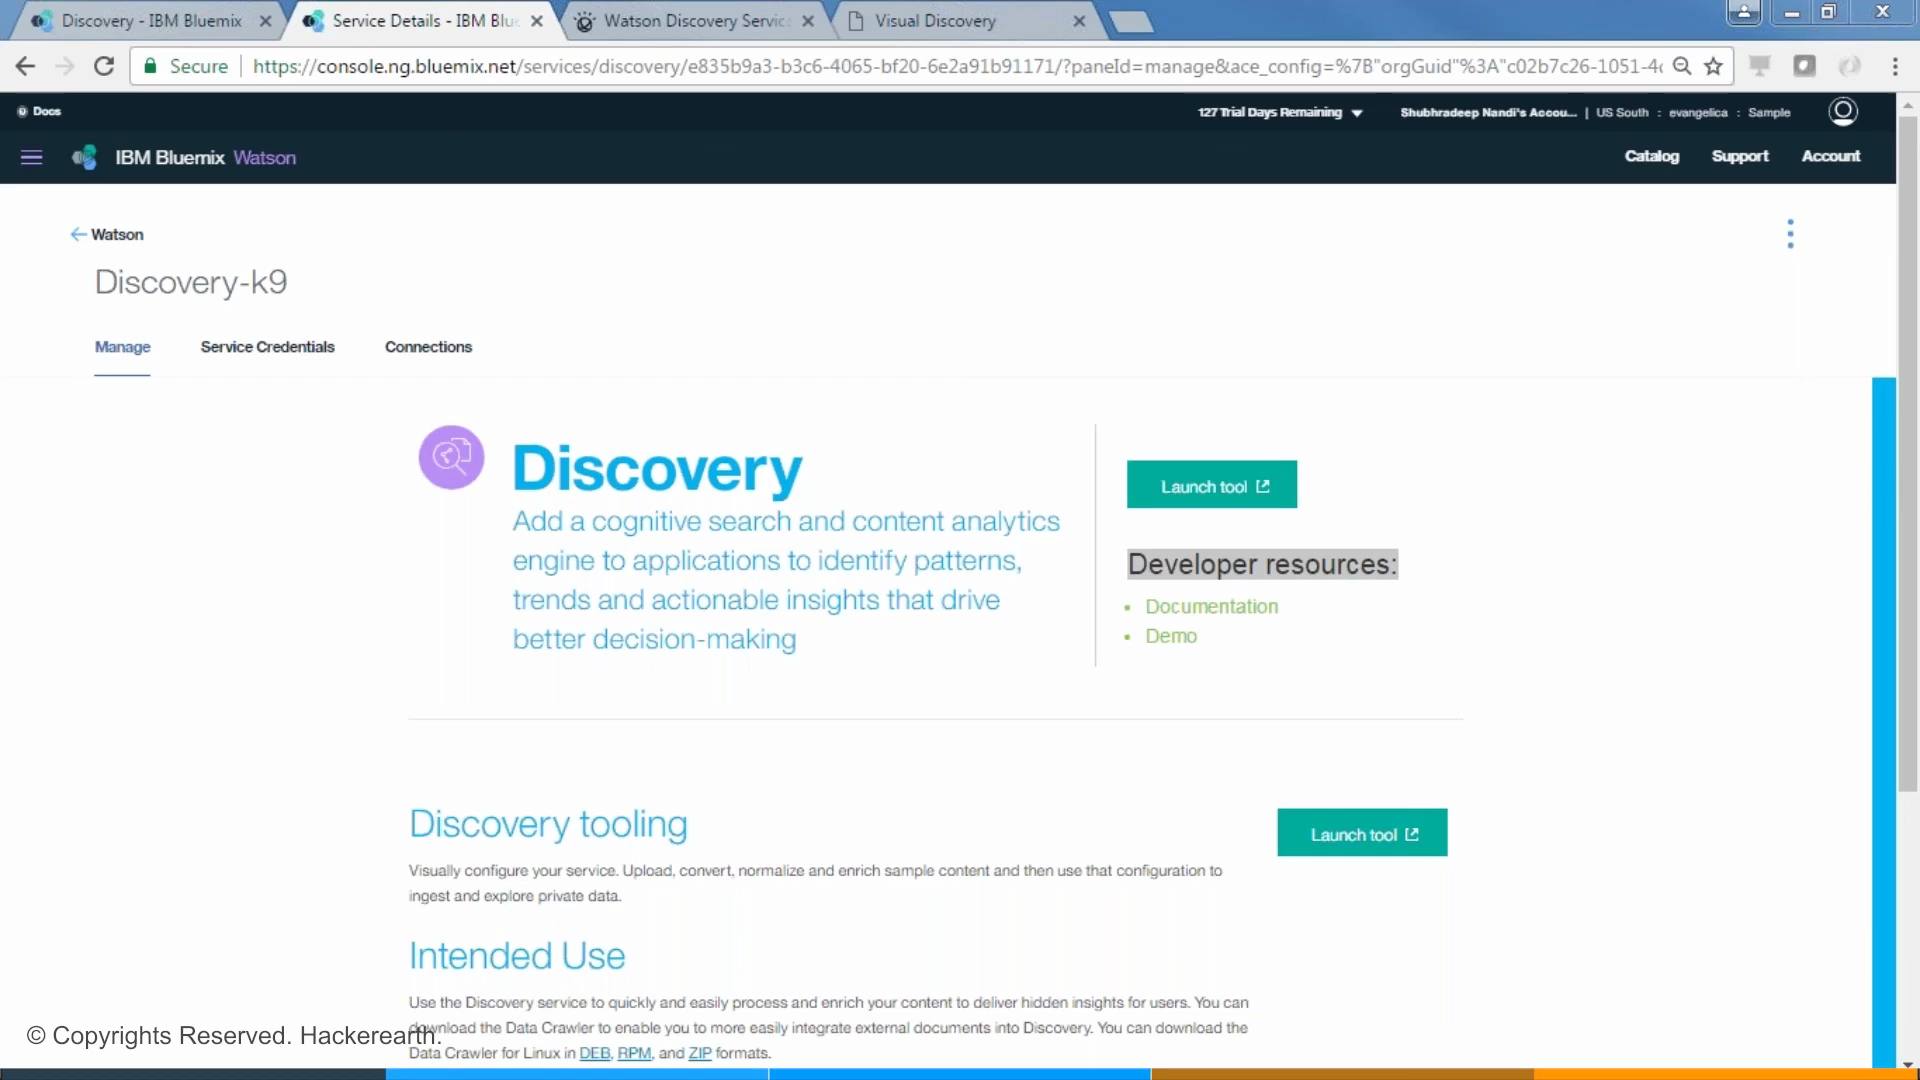 Discovery - IBM Bluemix
Service Details - IBM Blue
Watson Discovery Service
Visual Discovery
Secure
https://console.ng.bluemix.net/services/discovery/e835b9a3-b3c6-4065-bf20-6e2a91b91171/?paneId=manage&ace_config=%7B"orgGuid"%3A"c02b7c26-1051-4c
Docs
127 Trial Days Remaining
Shubhradeep Nandi's Accou... | US South : evangelica : Sample
IBM Bluemix Watson
Catalog
Support
Account
Watson
Discovery-k9
Manage
Service Credentials
Connections
Discovery
Add a cognitive search and content analytics
engine to applications to identify patterns,
trends and actionable insights that drive
better decision-making
Launch tool
Developer resources:
• Documentation
• Demo
Discovery tooling
Launch tool
Visually configure your service. Upload, convert, normalize and enrich sample content and then use that configuration to
ingest and explore private data.
Intended Use
Use the Discovery service to quickly and easily process and enrich your content to deliver hidden insights for users. You can
download the Data Crawler to enable you to more easily integrate external documents into Discovery. You can download the
Data Crawler for Linux in DEB, RPM, and ZIP formats.
© Copyrights Reserved. Hackerearth.